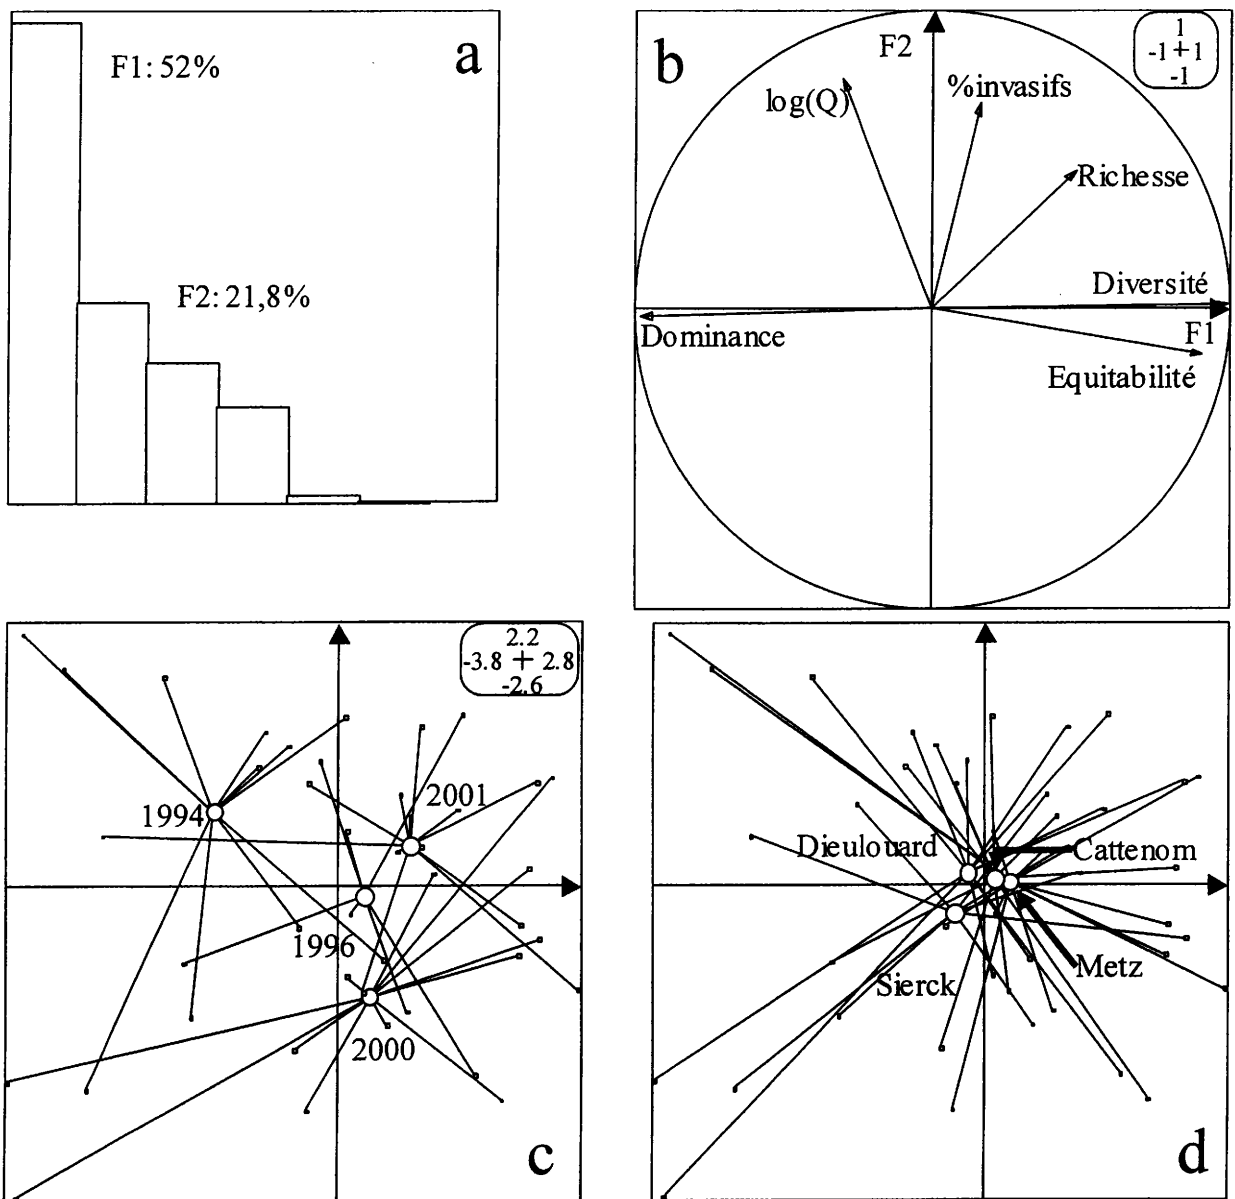 a
F1: 52%
F2: 21,8%
b
F2
1
-1 + 1
-1
log(Q)
%invasifs
Richesse
Diversité
F1
Dominance
Equitabilité
2.2
-3.8 + 2.8
-2.6
1994
2001
1996
2000
c
Dieulouard
Cattenom
Sierck
Metz
d